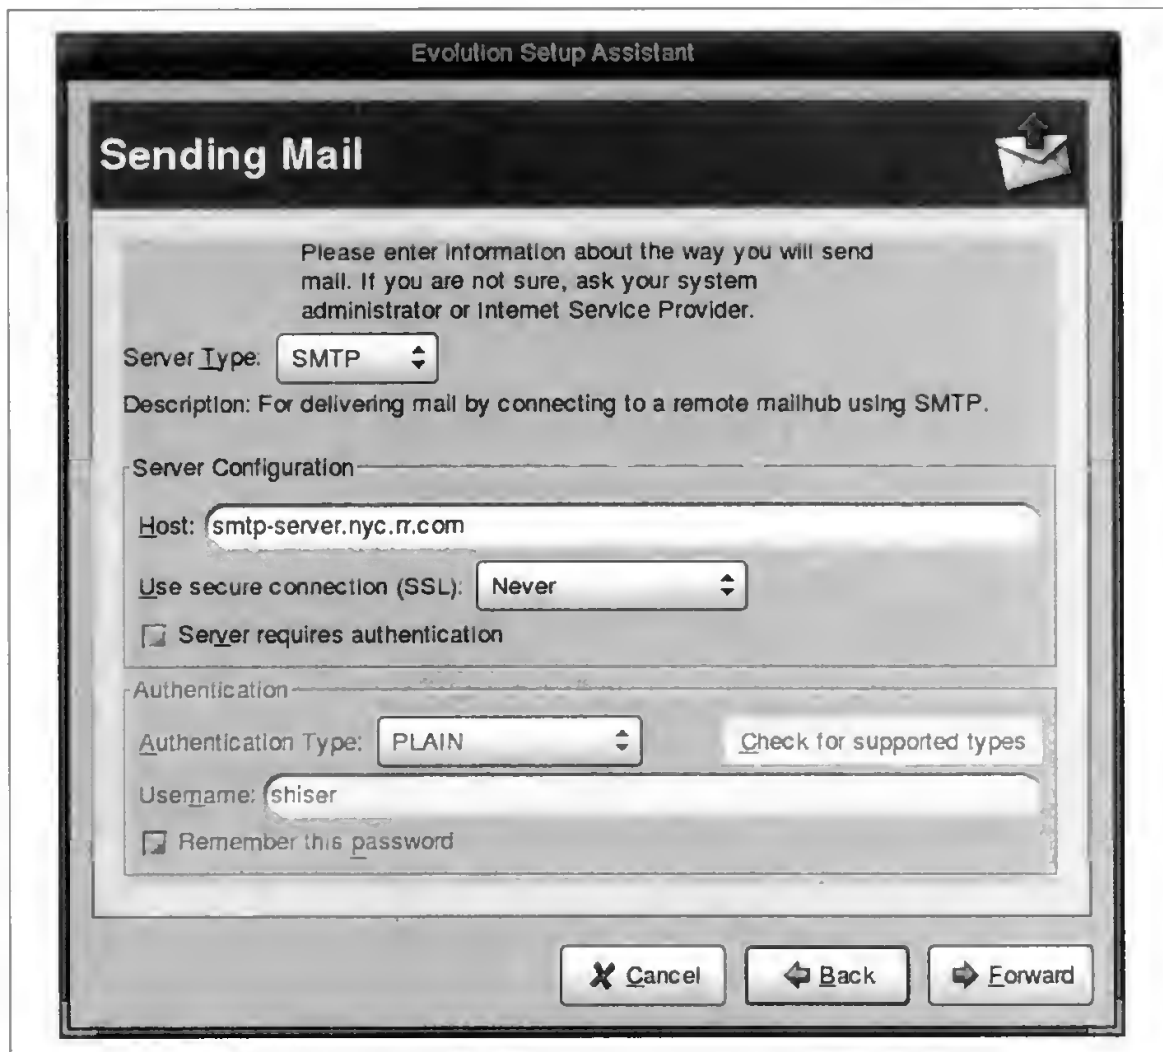 Evolution Setup Assistant
Sending Mail
Please enter information about the way you will send
mail. If you are not sure, ask your system
administrator or Internet Service Provider.
Server Type: SMTP
Description: For delivering mail by connecting to a remote mailhub using SMTP.
Server Configuration
Host: smtp-server.nyc.rr.com
Use secure connection (SSL): Never
Server requires authentication
Authentication
Authentication Type: PLAIN Check for supported types
Username: shiser
Remember this password
Cancel Back Forward